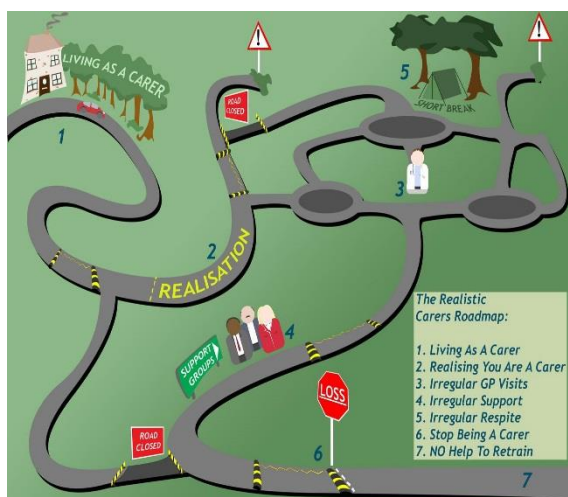 LIVING AS A CARER
1
ROAD
CLOSED
5
SHORT BREAK
3
2
REALISATION
SUPPORT
GROUPS
4
ROAD
CLOSED
LOSS
6
7
The Realistic
Carers Roadmap:
1. Living As A Carer
2. Realising You Are A Carer
3. Irregular GP Visits
4. Irregular Support
5. Irregular Respite
6. Stop Being A Carer
7. NO Help To Retrain